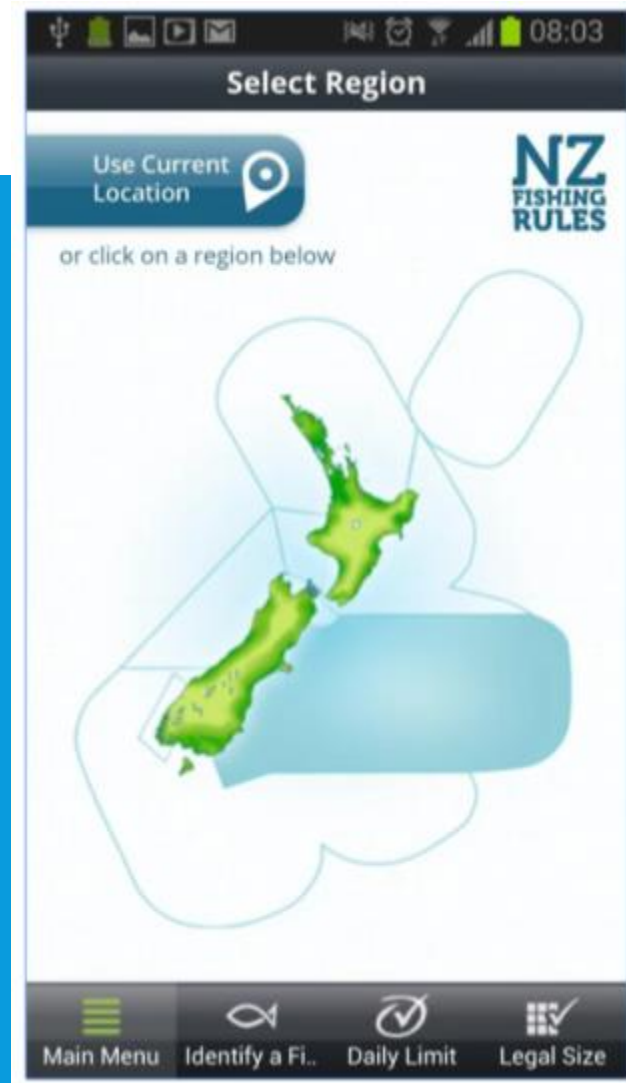 08:03
Select Region
Use Current
Location
NZ
FISHING
RULES
or click on a region below
Main Menu
Identify a Fi..
Daily Limit
Legal Size